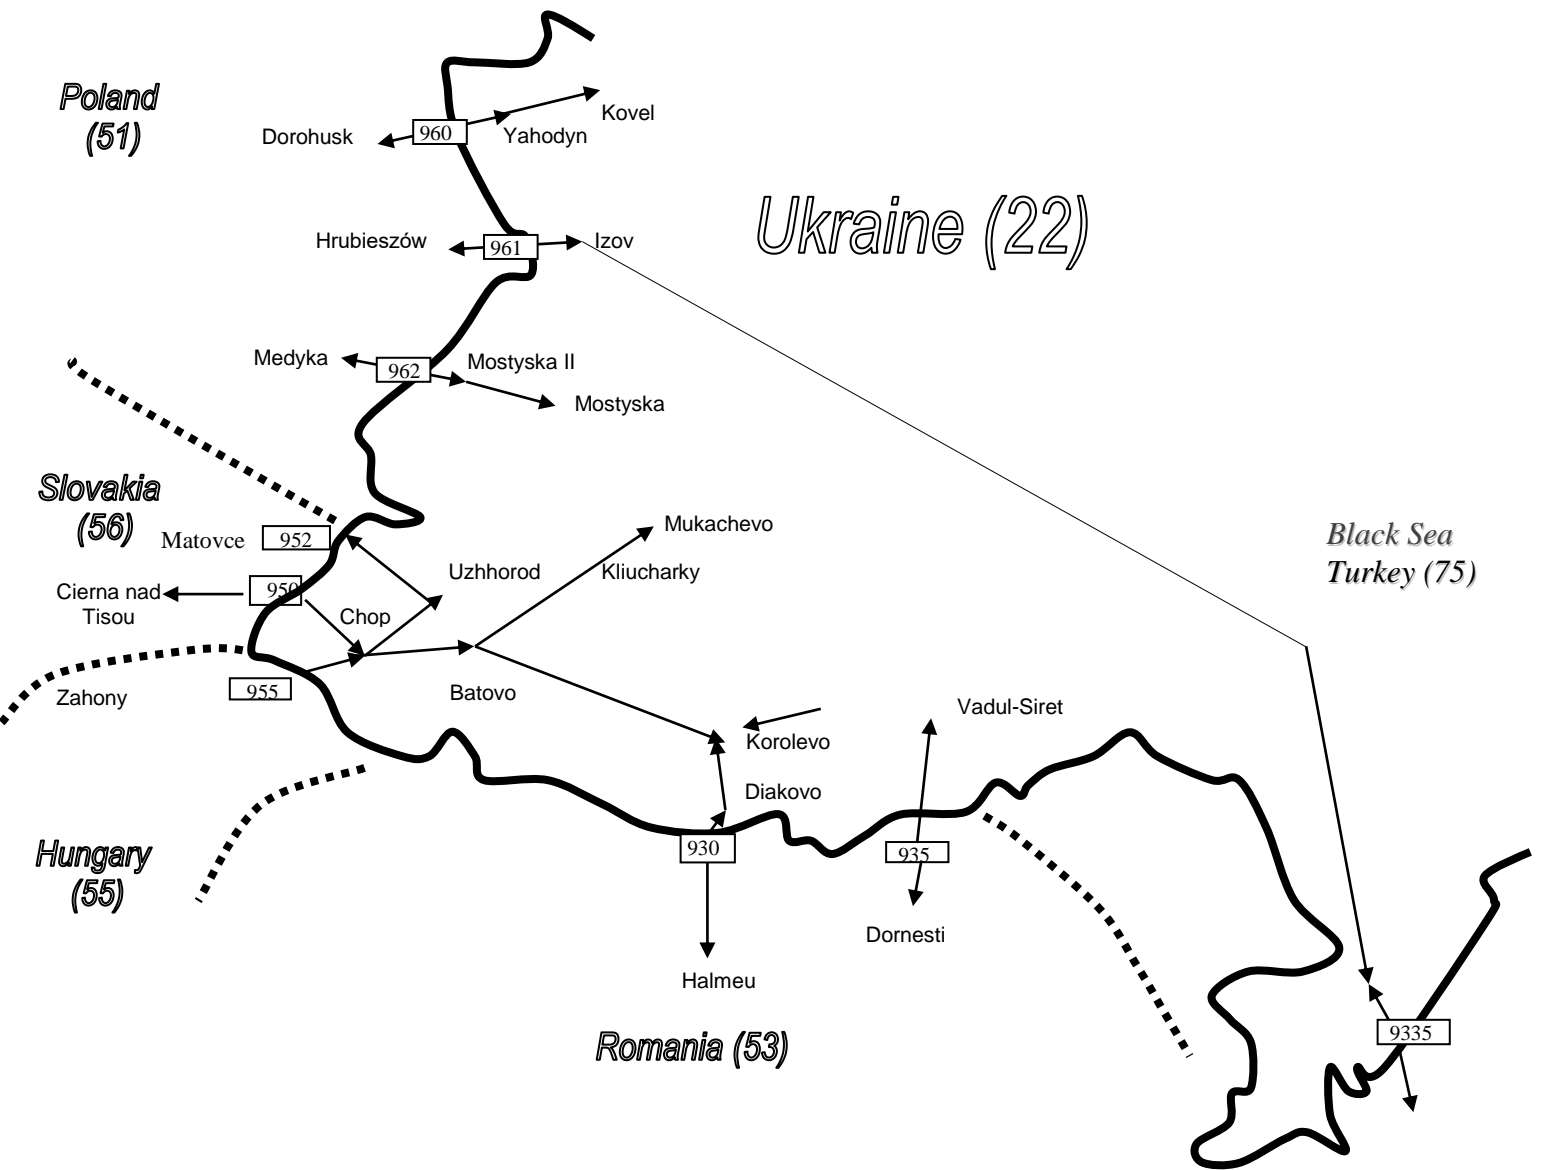 Poland
(51)
Kovel
Dorohusk
960
Yahodyn
Ukraine (22)
Hrubieszów
961
Izov
Medyka
962
Mostyska II
Mostyska
Slovakia
(56)
Matovce
952
Mukachevo
Black Sea
Turkey (75)
Uzhhorod
Kliucharky
Cierna nad
Tisou
950
Chop
Zahony
955
Batovo
Vadul-Siret
Korolevo
Diakovo
Hungary
(55)
930
935
Dornesti
Halmeu
Romania (53)
9335